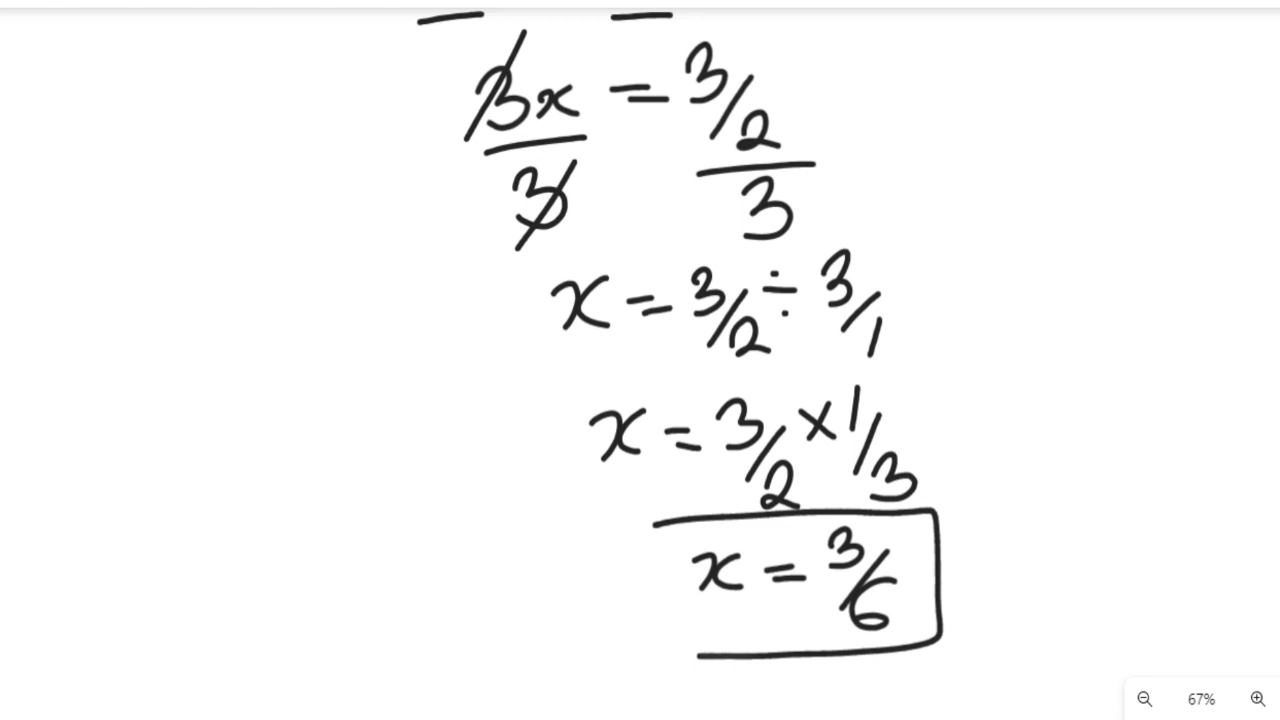 3x = 3/2
3 3
x = 3/2 ÷ 3/1
x = 3/2 × 1/3
x = 3/6
67%